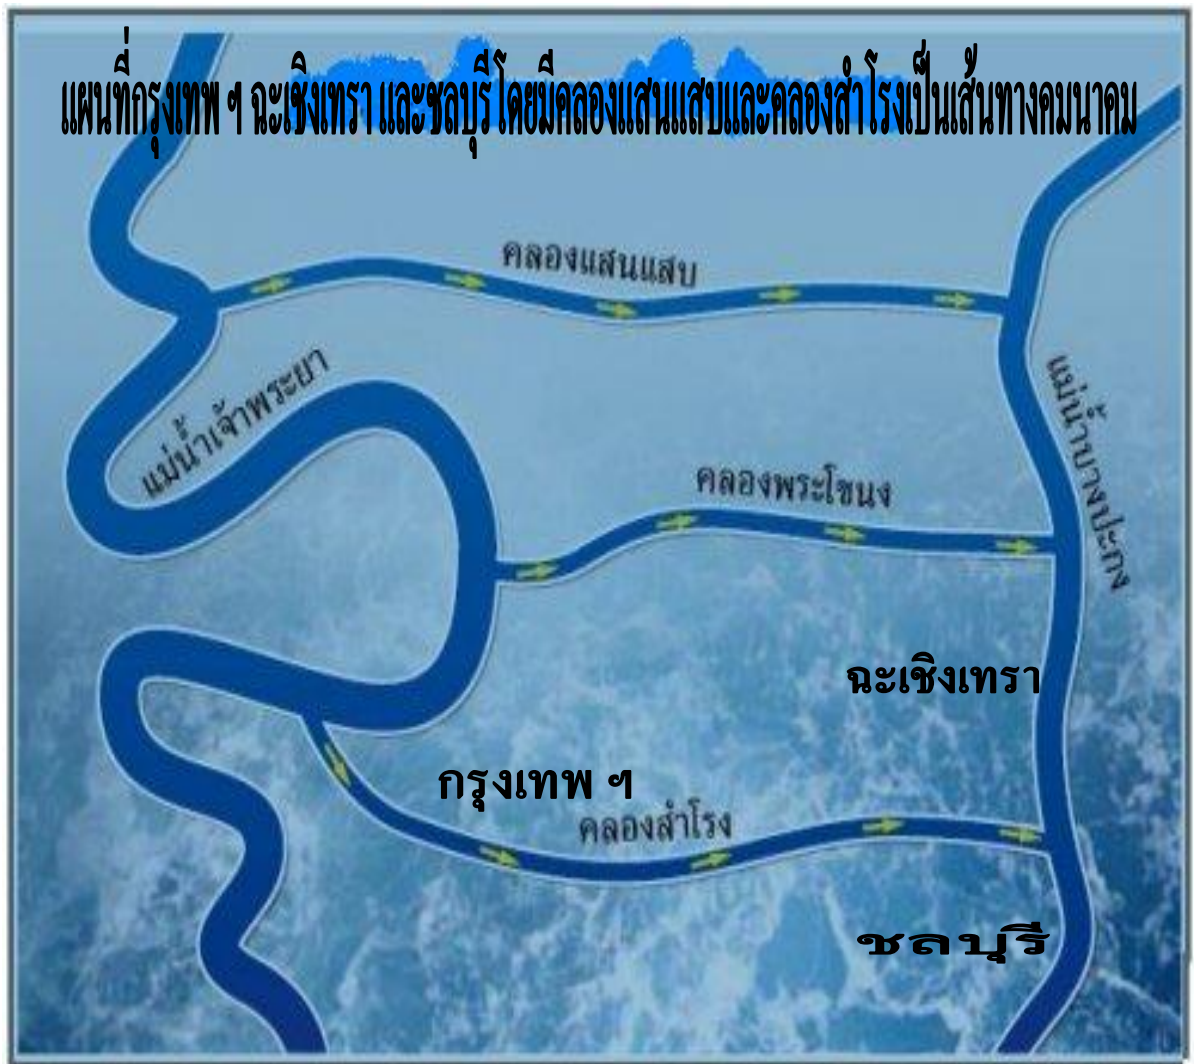 แผนที่กรุงเทพ ฯ ฉะเชิงเทรา และชลบุรีโดยมีคลองแสนแสบและคลองสำโรงเป็นเส้นทางคมนาคม
คลองแสนแสบ
แม่น้ำเจ้าพระยา
แม่น้ำบางปะกง
คลองพระโขนง
ฉะเชิงเทรา
กรุงเทพ ฯ
คลองสำโรง
ชลบุรี